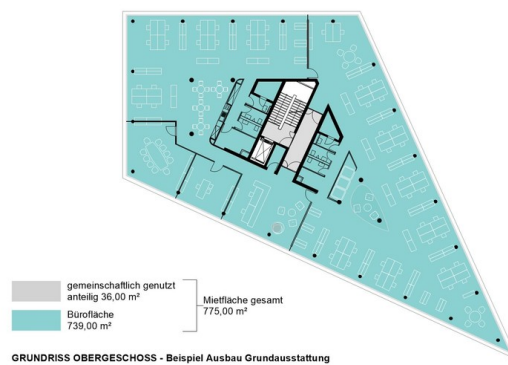 gemeinschaftlich genutzt
anteilig 36,00 m²
Bürofläche
739,00 m²
Mietfläche gesamt
775,00 m²
GRUNDRISS OBERGESCHOSS - Beispiel Ausbau Grundausstattung